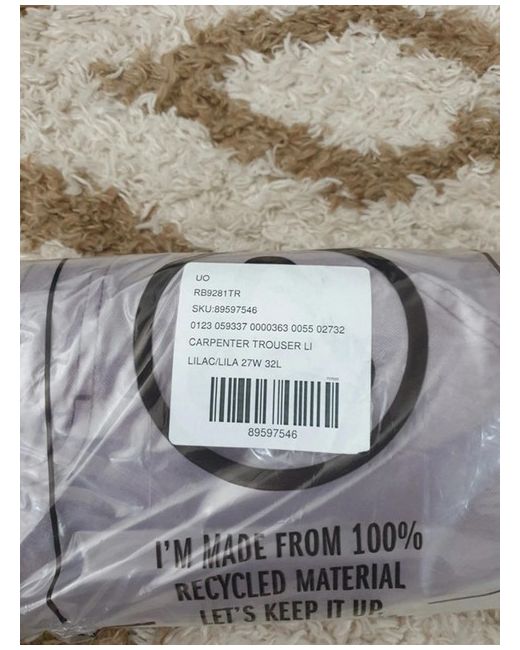 UO
RB9281TR
SKU:89597546
0123 059337 0000363 0055 02732
CARPENTER TROUSER LI
LILAC/LILA 27W 32L
89597546
I'M MADE FROM 100%
RECYCLED MATERIAL
LET'S KEEP IT UP.